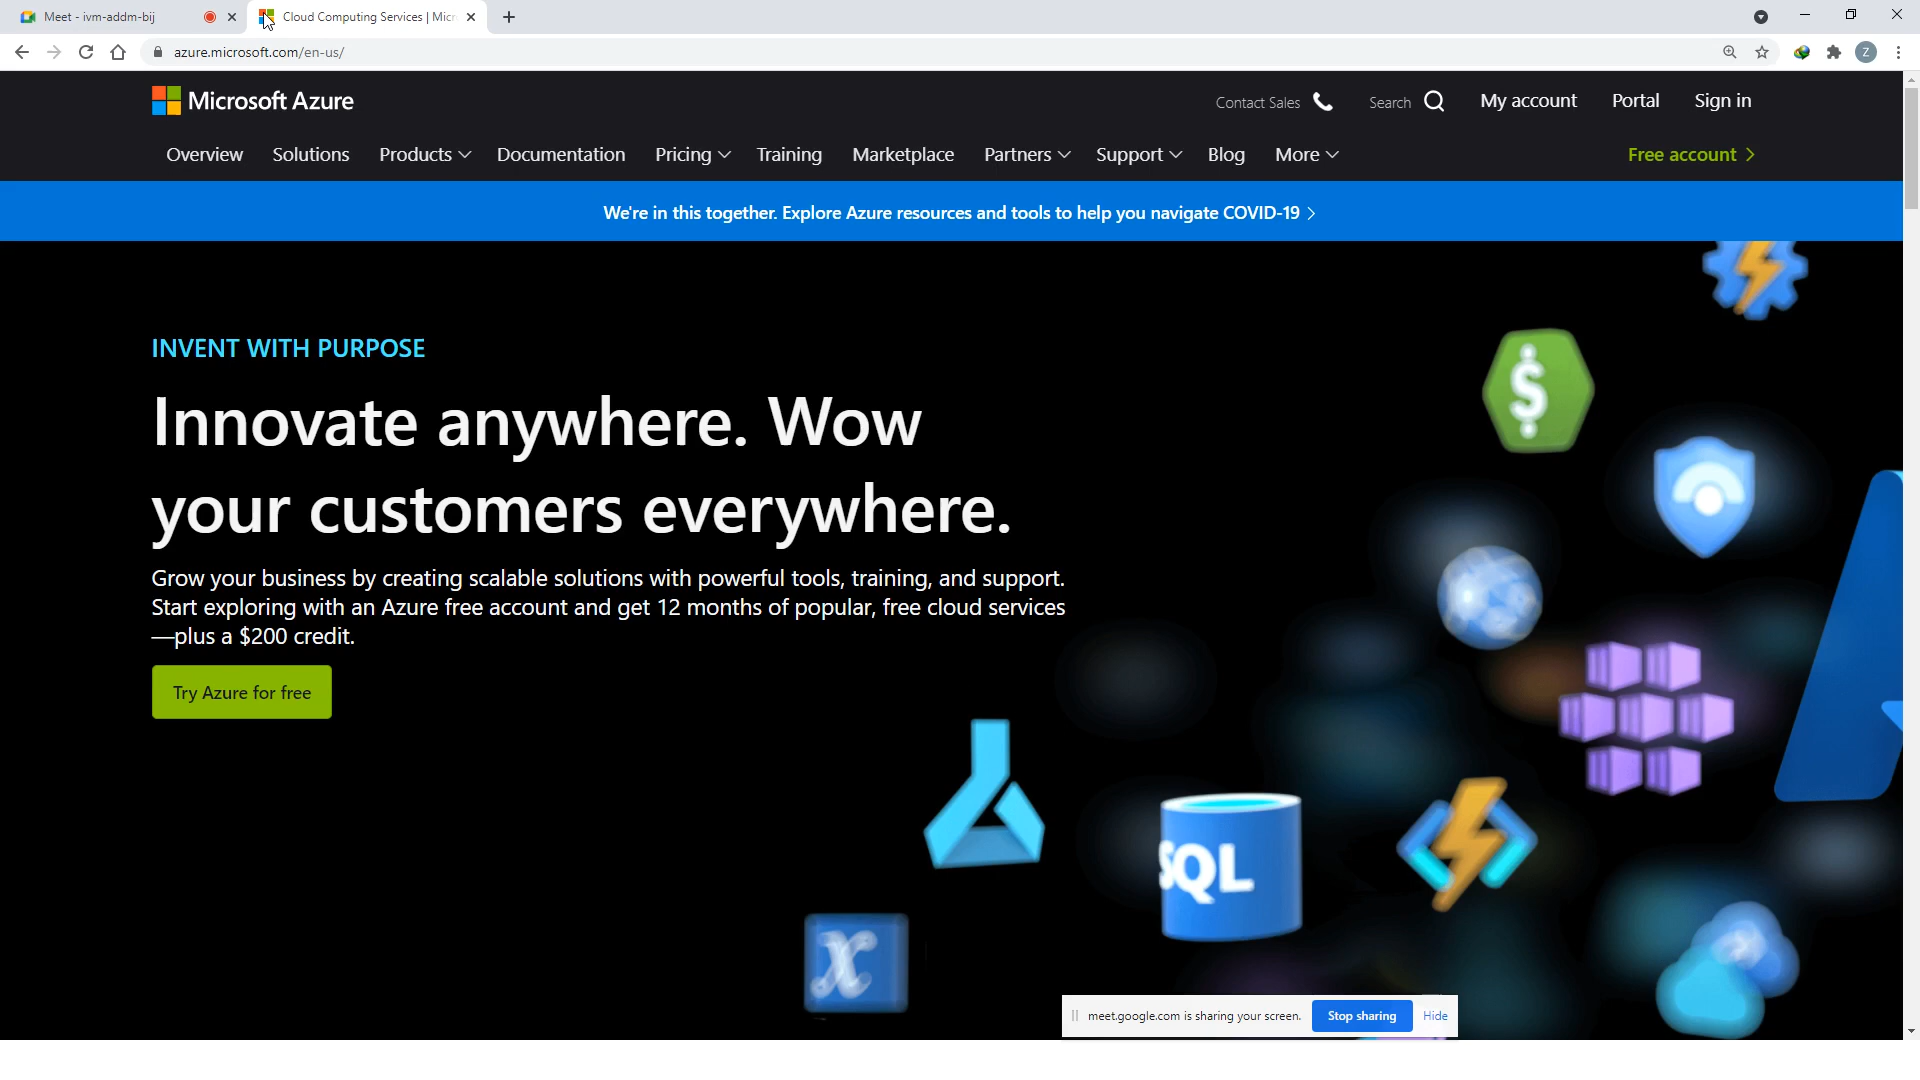 Meet - ivm-addm-bij
Cloud Computing Services | Micr
azure.microsoft.com/en-us/
Z
Microsoft Azure
Contact Sales
Search
My account
Portal
Sign in
Overview
Solutions
Products
Documentation
Pricing
Training
Marketplace
Partners
Support
Blog
More
Free account
We're in this together. Explore Azure resources and tools to help you navigate COVID-19
INVENT WITH PURPOSE
Innovate anywhere. Wow
your customers everywhere.
Grow your business by creating scalable solutions with powerful tools, training, and support.
Start exploring with an Azure free account and get 12 months of popular, free cloud services
—plus a $200 credit.
Try Azure for free
$
SQL
x
meet.google.com is sharing your screen.
Stop sharing
Hide